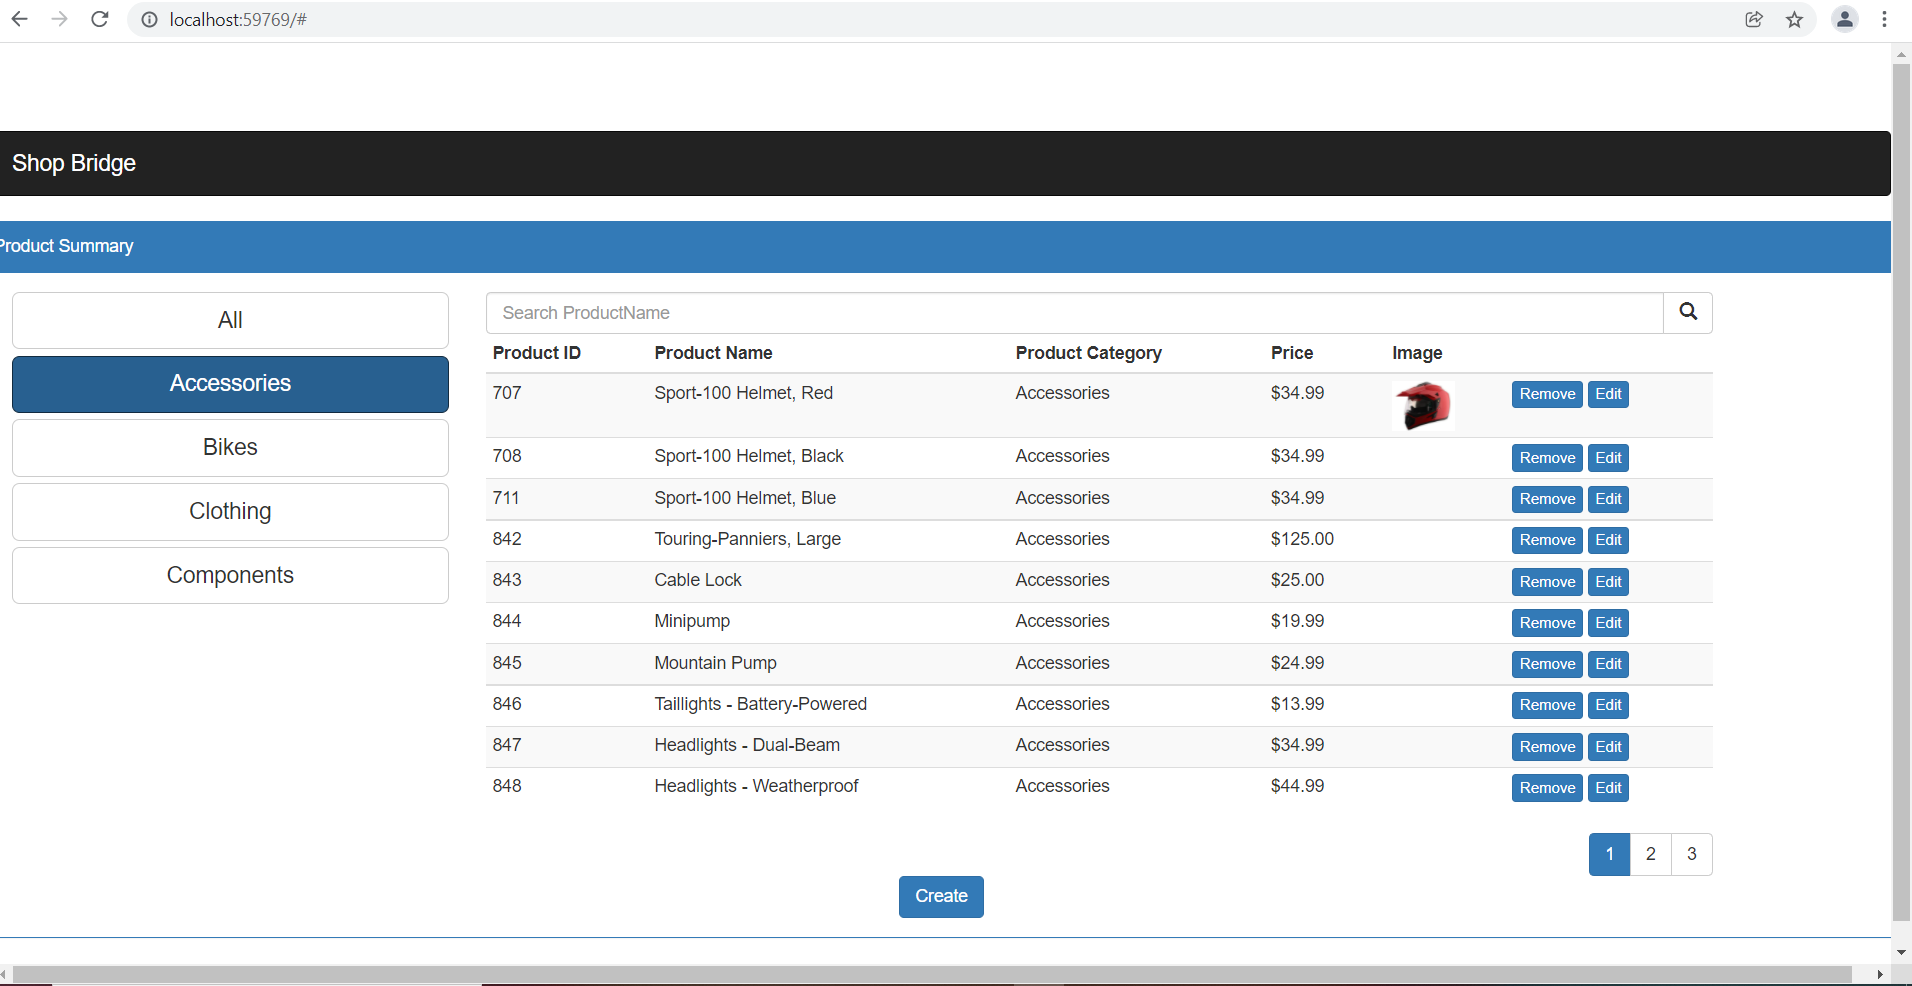 localhost:59769/#
Shop Bridge
Product Summary
All
Accessories
Bikes
Clothing
Components
Search ProductName
Product ID Product Name Product Category Price Image
707 Sport-100 Helmet, Red Accessories $34.99 Remove Edit
708 Sport-100 Helmet, Black Accessories $34.99 Remove Edit
711 Sport-100 Helmet, Blue Accessories $34.99 Remove Edit
842 Touring-Panniers, Large Accessories $125.00 Remove Edit
843 Cable Lock Accessories $25.00 Remove Edit
844 Minipump Accessories $19.99 Remove Edit
845 Mountain Pump Accessories $24.99 Remove Edit
846 Taillights - Battery-Powered Accessories $13.99 Remove Edit
847 Headlights - Dual-Beam Accessories $34.99 Remove Edit
848 Headlights - Weatherproof Accessories $44.99 Remove Edit
1 2 3
Create